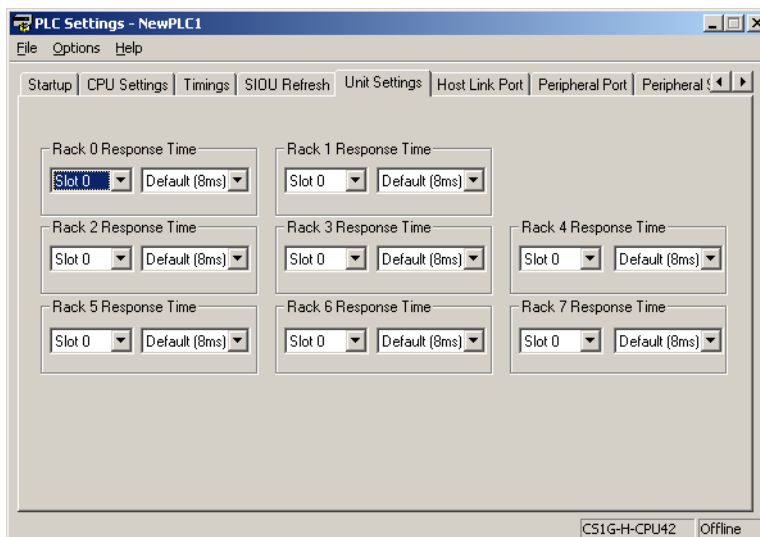 PLC Settings - NewPLC1
File Options Help
Startup CPU Settings Timings SIOU Refresh Unit Settings Host Link Port Peripheral Port Peripheral
Rack 0 Response Time Rack 1 Response Time
Slot 0 Default (8ms) Slot 0 Default (8ms)
Rack 2 Response Time Rack 3 Response Time Rack 4 Response Time
Slot 0 Default (8ms) Slot 0 Default (8ms) Slot 0 Default (8ms)
Rack 5 Response Time Rack 6 Response Time Rack 7 Response Time
Slot 0 Default (8ms) Slot 0 Default (8ms) Slot 0 Default (8ms)
CS1G-H-CPU42 Offline